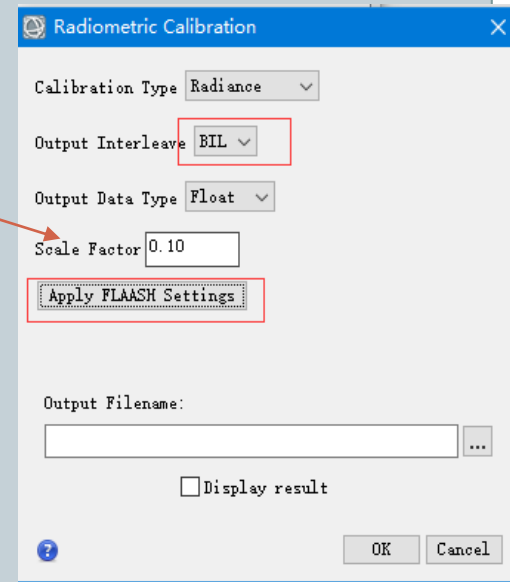 Radiometric Calibration
Calibration Type Radiance
Output Interleave BIL
Output Data Type Float
Scale Factor 0.10
Apply FLAASH Settings
Output Filename:
...
Display result
? OK Cancel